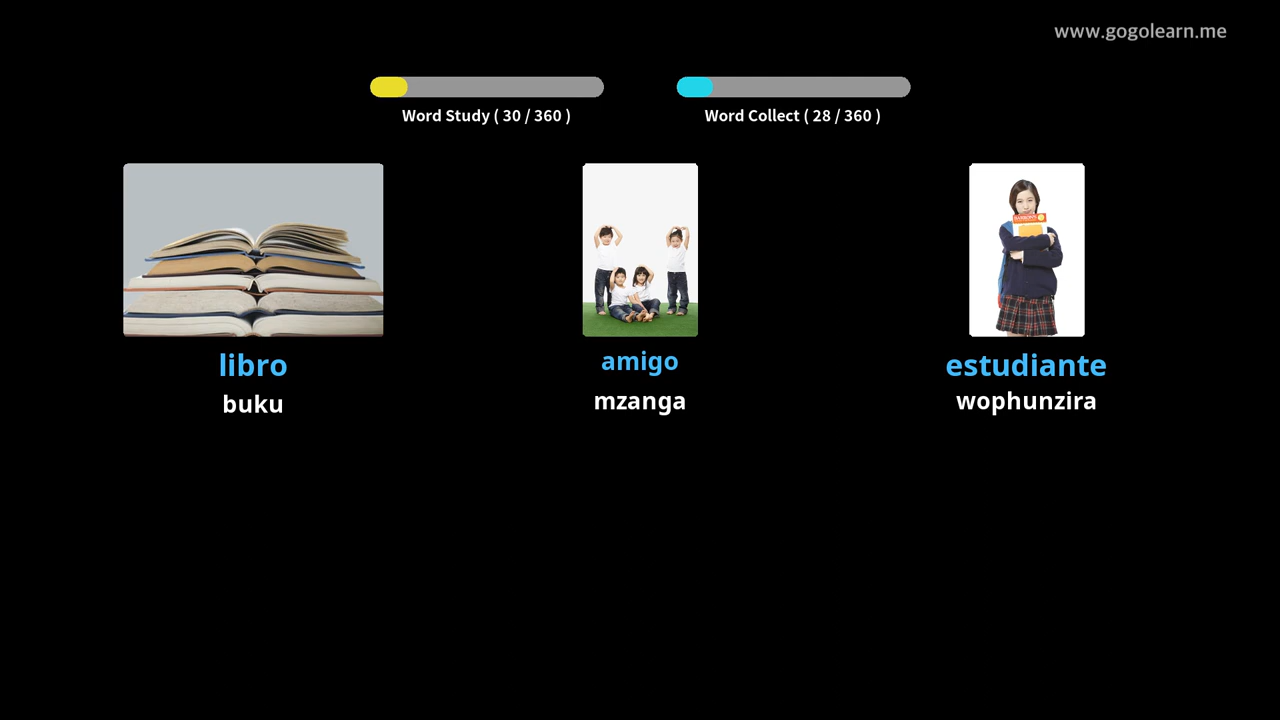 www.gogolearn.me
Word Study ( 30 / 360 )
Word Collect ( 28 / 360 )
libro
buku
amigo
mzanga
estudiante
wophunzira